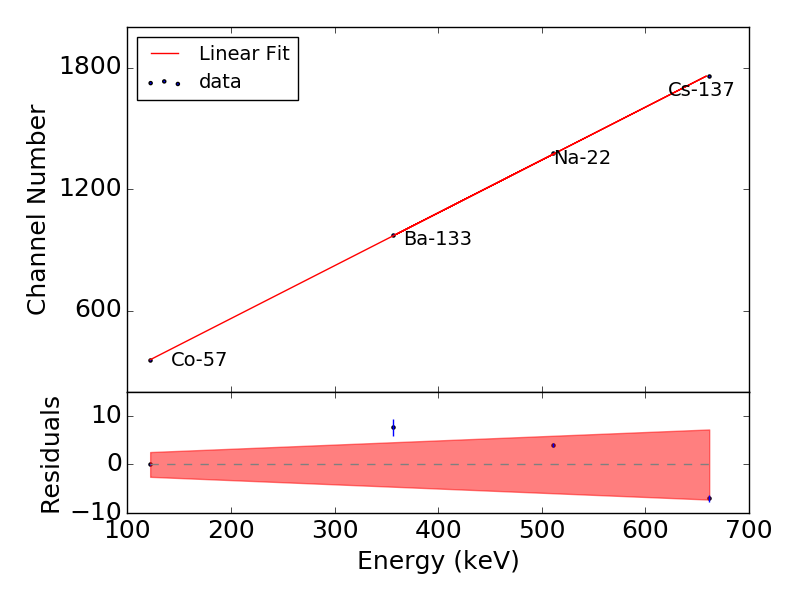 Linear Fit
data
1800
1200
600
Channel Number
Cs-137
Na-22
Ba-133
Co-57
10
0
−10
Residuals
100 200 300 400 500 600 700
Energy (keV)